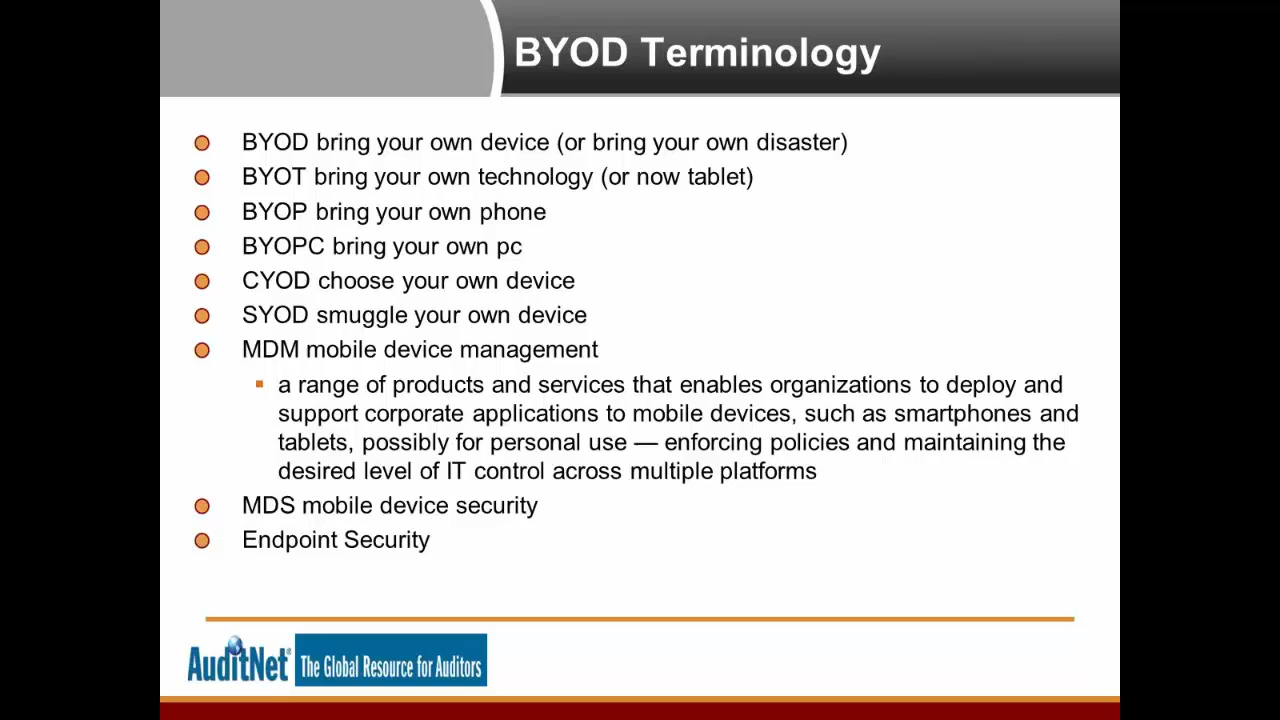 BYOD Terminology
BYOD bring your own device (or bring your own disaster)
BYOT bring your own technology (or now tablet)
BYOP bring your own phone
BYOPC bring your own pc
CYOD choose your own device
SYOD smuggle your own device
MDM mobile device management
a range of products and services that enables organizations to deploy and
support corporate applications to mobile devices, such as smartphones and
tablets, possibly for personal use — enforcing policies and maintaining the
desired level of IT control across multiple platforms
MDS mobile device security
Endpoint Security
AuditNet® The Global Resource for Auditors